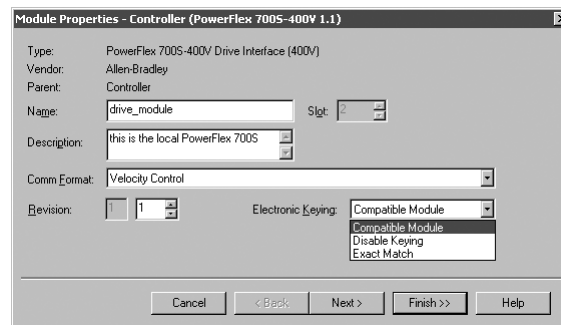 Module Properties - Controller (PowerFlex 700S-400V 1.1)
Type: PowerFlex 700S-400V Drive Interface (400V)
Vendor: Allen-Bradley
Parent: Controller
Name: drive_module Slot: 2
Description: this is the local PowerFlex 700S
Comm Format: Velocity Control
Revision: 1 1 Electronic Keying: Compatible Module
Compatible Module
Disable Keying
Exact Match
Cancel < Back Next > Finish >> Help